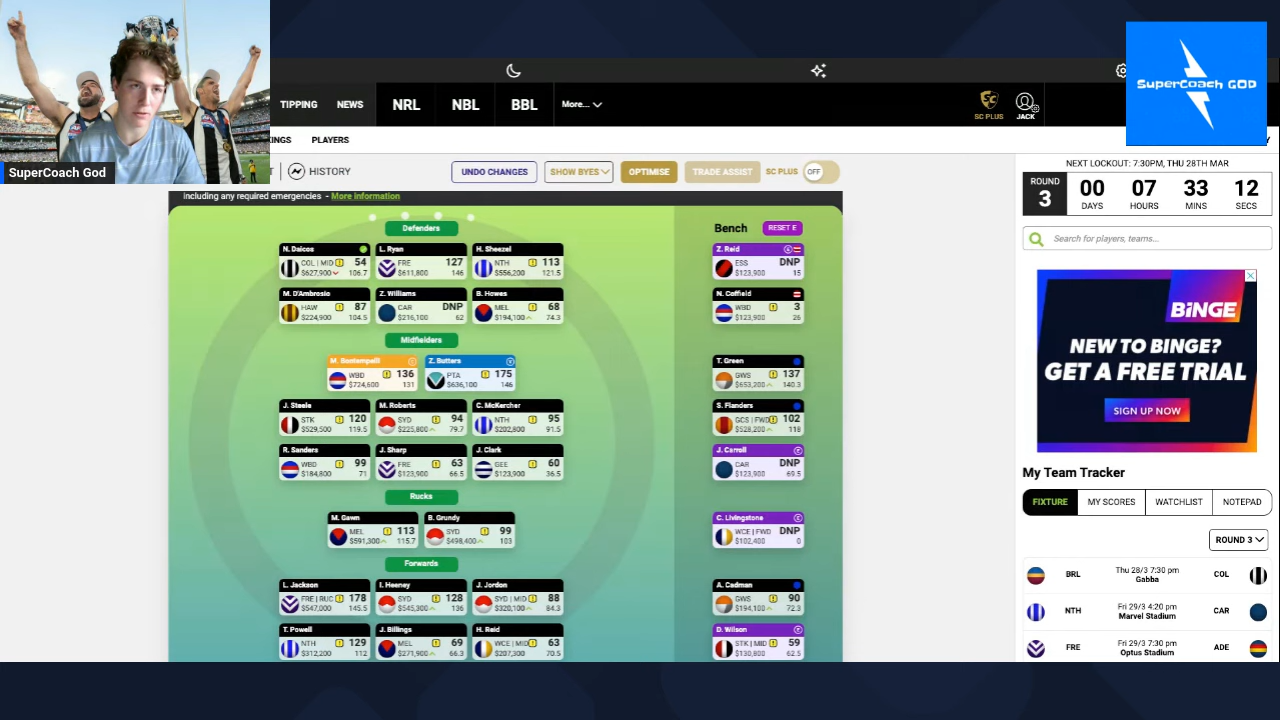 SuperCoach GOD
TIPPING NEWS NRL NBL BBL More...
SC PLUS JACK
PLAYERS
SuperCoach God
HISTORY UNDO CHANGES SHOW BYES OPTIMISE TRADE ASSIST SC PLUS OFF
including any required emergencies - More information
Defenders
Bench RESET E
N. Daicos L. Ryan H. Sheezel Z. Reid
COL | MID 54 FRE 127 NTH 113 ESS DNP
$627,900 106.7 $611,800 146 $556,200 121.5 $123,900 15
M. D'Ambrosio Z. Williams B. Howes N. Coffield
HAW 87 CAR DNP MEL 68 WBD 3
$224,900 104.5 $216,100 62 $194,100 74.3 $123,900 26
Midfielders
M. Bontempelli Z. Butters T. Green
WBD 136 PTA 175 GWS 137
$724,600 131 $636,100 146 $653,200 140.3
J. Steele M. Roberts C. McKercher S. Flanders
STK 120 SYD 94 NTH 95 GCS | FWD 102
$529,500 119.5 $225,800 79.7 $202,800 91.5 $528,200 118
R. Sanders J. Sharp J. Clark J. Carroll
WBD 99 FRE 63 GEE 60 CAR DNP
$184,800 71 $123,900 66.5 $123,900 36.5 $123,900 69.5
Rucks
M. Gawn B. Grundy C. Livingstone
MEL 113 SYD 99 WCE | FWD DNP
$591,300 115.7 $498,400 103 $102,400 0
Forwards
L. Jackson I. Heeney J. Jordon A. Cadman
FRE | RUC 178 SYD 128 SYD | MID 88 GWS 90
$547,000 145.5 $545,300 136 $320,100 84.3 $194,100 72.3
T. Powell J. Billings H. Reid D. Wilson
NTH 129 MEL 69 WCE | MID 63 STK | MID 59
$312,200 112 $271,900 66.3 $207,300 70.5 $130,800 62.5
NEXT LOCKOUT: 7:30PM, THU 28TH MAR
ROUND 3 00 07 33 12
DAYS HOURS MINS SECS
Search for players, teams...
BINGE
NEW TO BINGE?
GET A FREE TRIAL
SIGN UP NOW
My Team Tracker
FIXTURE MY SCORES WATCHLIST NOTEPAD
ROUND 3
BRL Thu 28/3 7:30 pm COL
Gabba
NTH Fri 29/3 4:20 pm CAR
Marvel Stadium
FRE Fri 29/3 7:30 pm ADE
Optus Stadium